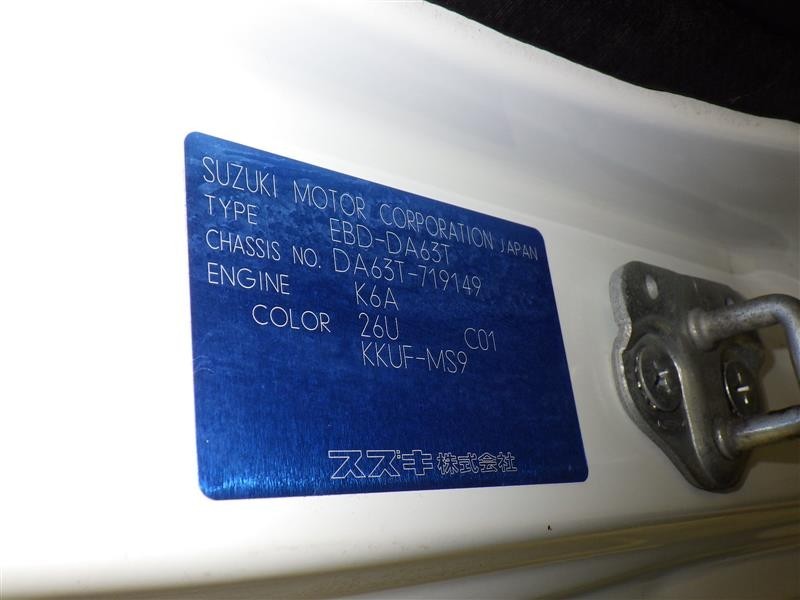 SUZUKI MOTOR CORPORATION JAPAN
TYPE EBD-DA63T
CHASSIS NO. DA63T-719149
ENGINE K6A
COLOR 26U C01
KKUF-MS9
スズキ株式会社